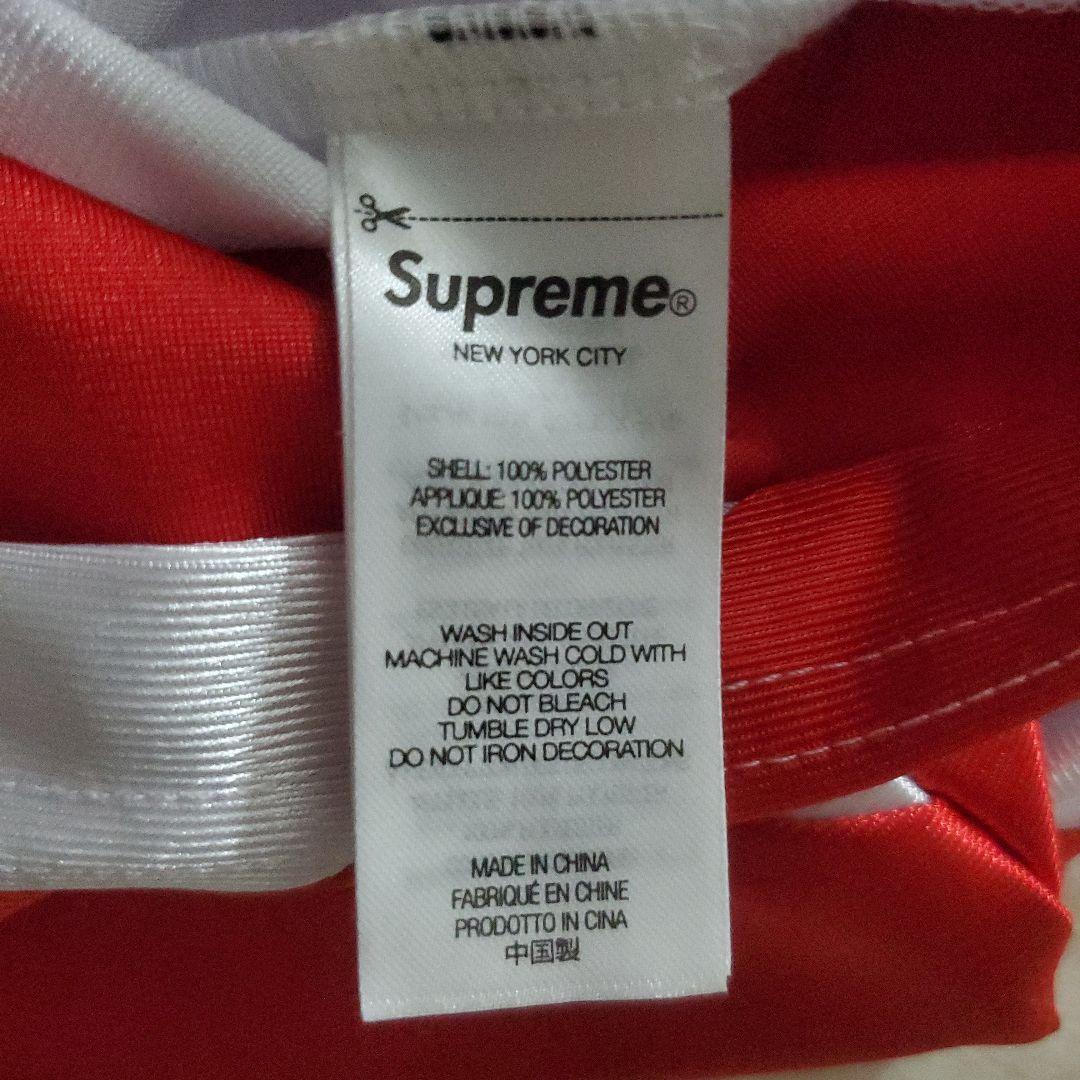 Supreme®
NEW YORK CITY
SHELL: 100% POLYESTER
APPLIQUE: 100% POLYESTER
EXCLUSIVE OF DECORATION
WASH INSIDE OUT
MACHINE WASH COLD WITH
LIKE COLORS
DO NOT BLEACH
TUMBLE DRY LOW
DO NOT IRON DECORATION
MADE IN CHINA
FABRIQUÉ EN CHINE
PRODOTTO IN CINA
中国製